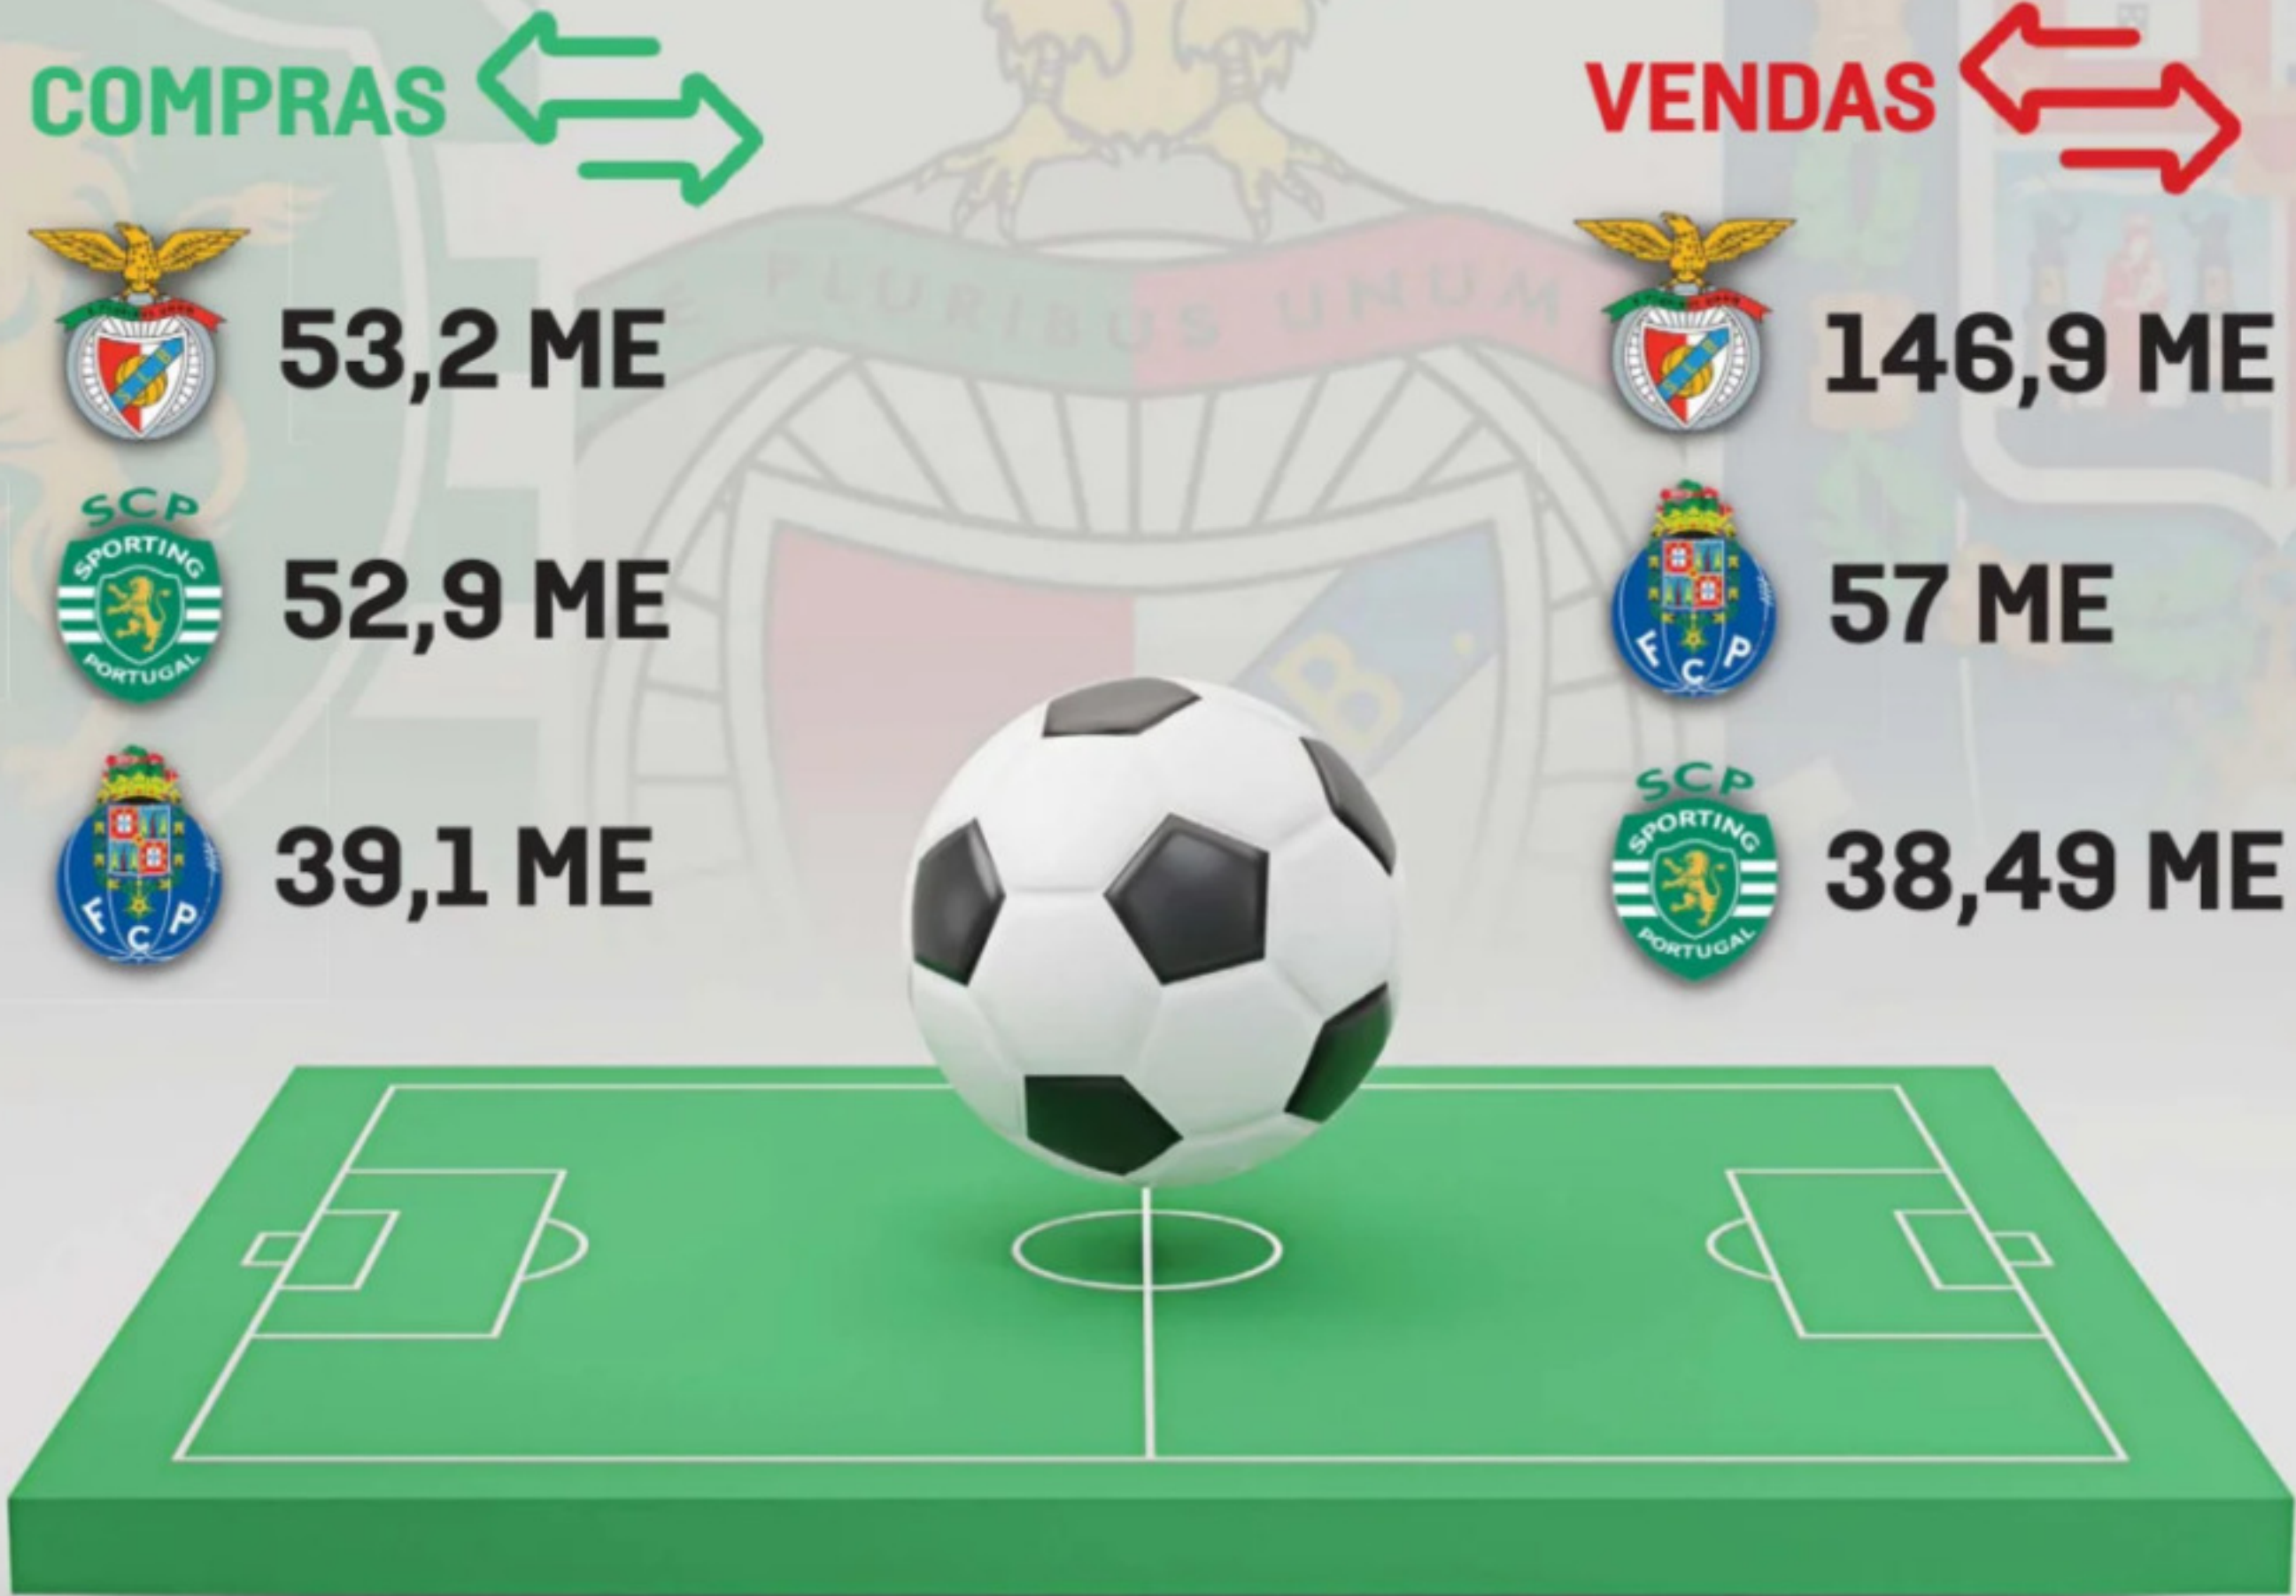 COMPRAS
53,2 ME
SCP
SPORTING
PORTUGAL
52,9 ME
F C P
39,1 ME
VENDAS
146,9 ME
F C P
57 ME
SCP
SPORTING
PORTUGAL
38,49 ME
E PLURIBUS UNUM
B .